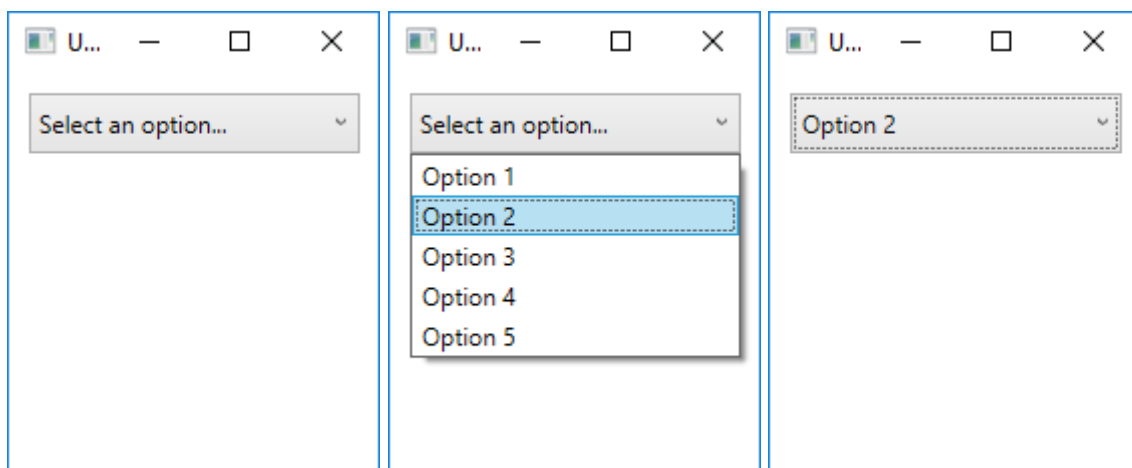 U...
Select an option...
U...
Select an option...
Option 1
Option 2
Option 3
Option 4
Option 5
U...
Option 2